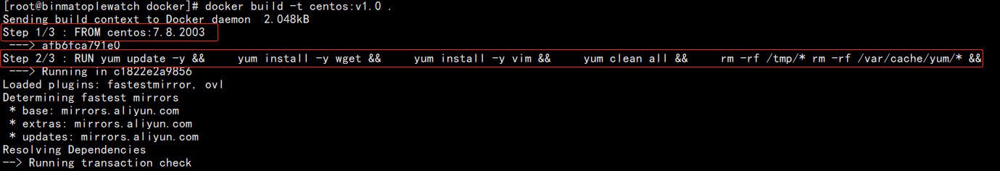 [root@binmatoplewatch docker]# docker build -t centos:v1.0 .
Sending build context to Docker daemon  2.048kB
Step 1/3 : FROM centos:7.8.2003
 ---> afb6fca791e0
Step 2/3 : RUN yum update -y &&     yum install -y wget &&     yum install -y vim &&     yum clean all &&     rm -rf /tmp/* rm -rf /var/cache/yum/* &&
 ---> Running in c1822e2a9856
Loaded plugins: fastestmirror, ovl
Determining fastest mirrors
 * base: mirrors.aliyun.com
 * extras: mirrors.aliyun.com
 * updates: mirrors.aliyun.com
Resolving Dependencies
--> Running transaction check